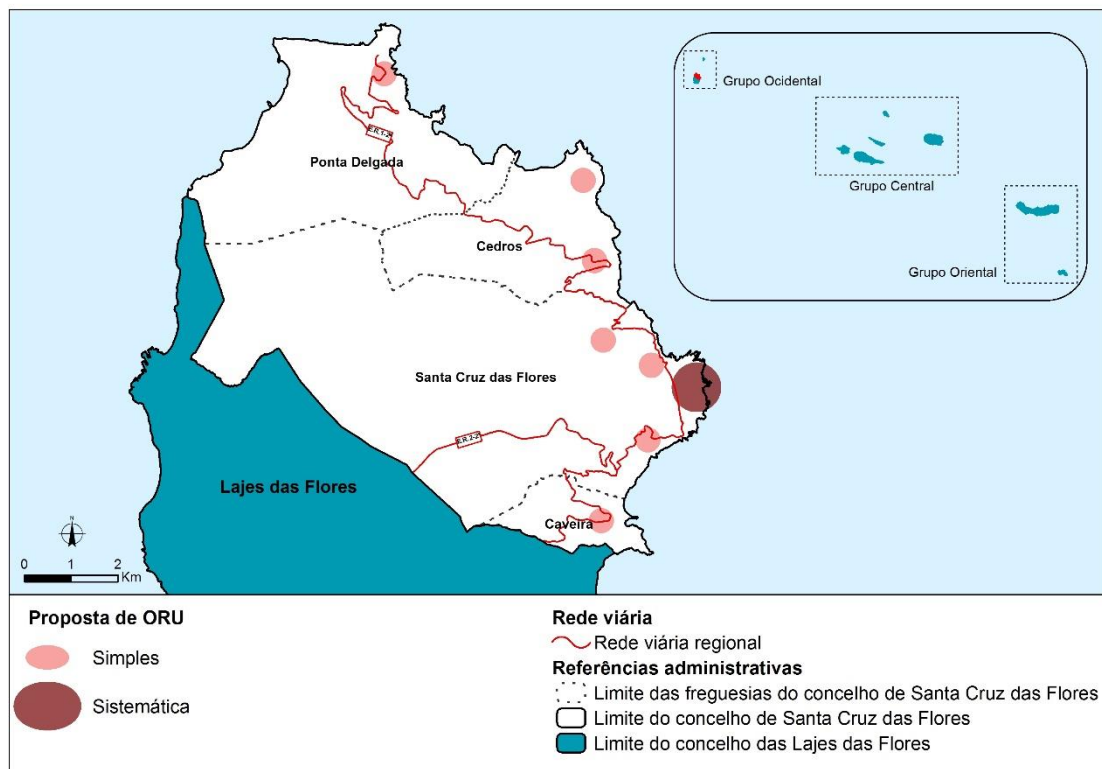 Ponta Delgada
E.R.1-2ª
Cedros
Santa Cruz das Flores
E.R.2-2ª
Lajes das Flores
Caveira
Grupo Ocidental
Grupo Central
Grupo Oriental
N
0 1 2
Km
Proposta de ORU
Simples
Sistemática
Rede viária
Rede viária regional
Referências administrativas
Limite das freguesias do concelho de Santa Cruz das Flores
Limite do concelho de Santa Cruz das Flores
Limite do concelho das Lajes das Flores